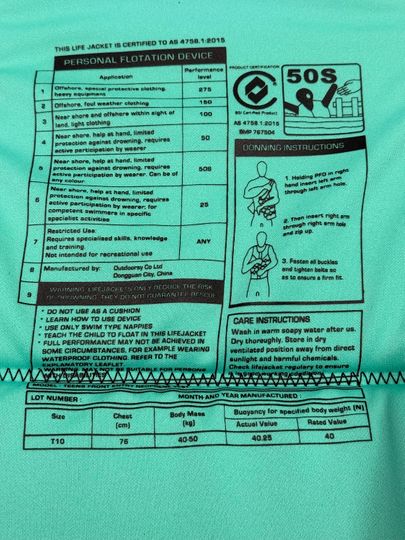 THIS LIFE JACKET IS CERTIFIED TO AS 4758.1:2015
PERSONAL FLOTATION DEVICE
Application
Performance level
1 Offshore, special protective clothing, heavy equipment 275
2 Offshore, foul weather clothing 150
3 Near shore and offshore within sight of land, light clothing 100
4 Near shore, help at hand, limited protection against drowning, requires active participation by wearer 50
5 Near shore, help at hand, limited protection against drowning, requires active participation by wearer. Can be of any colour. 50S
6 Near shore, help at hand, limited protection against drowning, requires active participation by wearer; for competent swimmers in specific specialist activities 25
7 Restricted Use: Requires specialised skills, knowledge and training. Not intended for recreational use ANY
8 Manufactured by: Outdoorsy Co Ltd
Dongguan City, China
9 WARNING: LIFEJACKETS ONLY REDUCE THE RISK
OF DROWNING. THEY DO NOT GUARANTEE RESCUE
• DO NOT USE AS A CUSHION
• LEARN HOW TO USE DEVICE
• USE ONLY SWIM TYPE NAPPIES
• TEACH THE CHILD TO FLOAT IN THIS LIFEJACKET
• FULL PERFORMANCE MAY NOT BE ACHIEVED IN
SOME CIRCUMSTANCES, FOR EXAMPLE WEARING
WATERPROOF CLOTHING. REFER TO THE
EXPLANATORY LEAFLET
PRODUCT CERTIFICATION
AS 4758.1:2015
BMP 767504
50S
DONNING INSTRUCTIONS
1. Holding PFD in right
hand insert left arm
through left arm hole.
2. Then insert right arm
through right arm hole
and zip up.
3. Fasten all buckles
and tighten belts so
as to ensure a firm fit.
CARE INSTRUCTIONS
Wash in warm soapy water after us.
Dry thoroughly. Store in dry
ventilated position away from direct
sunlight and harmful chemicals.
Check lifejacket regulary to ensure
LOT NUMBER: MONTH AND YEAR MANUFACTURED:
Size
Chest (cm)
Body Mass (kg)
Buoyancy for specified body weight (N)
Actual Value
Rated Value
T10 76 40-50 40.25 40